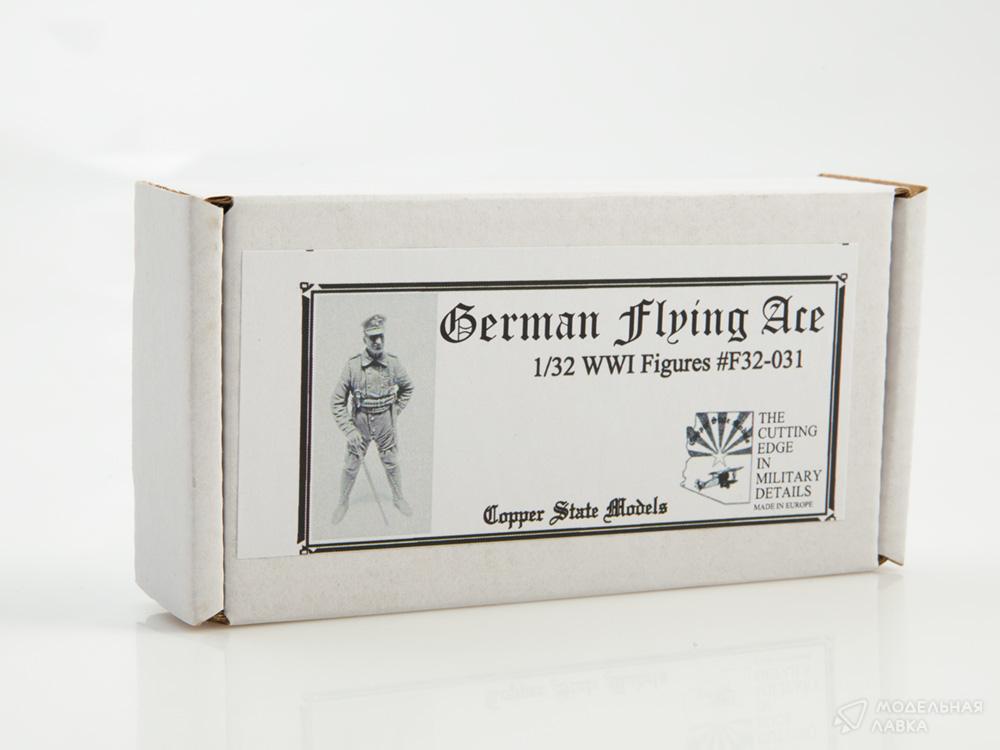 German Flying Ace
1/32 WWI Figures #F32-031
THE
CUTTING
EDGE
IN
MILITARY
DETAILS
MADE IN EUROPE
Copper State Models
МОДЕЛЬНАЯ
ЛАВКА